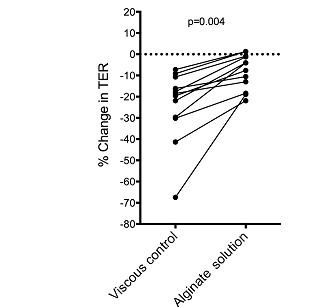 p=0.004
% Change in TER
20
10
0
-10
-20
-30
-40
-50
-60
-70
-80
Viscous control
Alginate solution